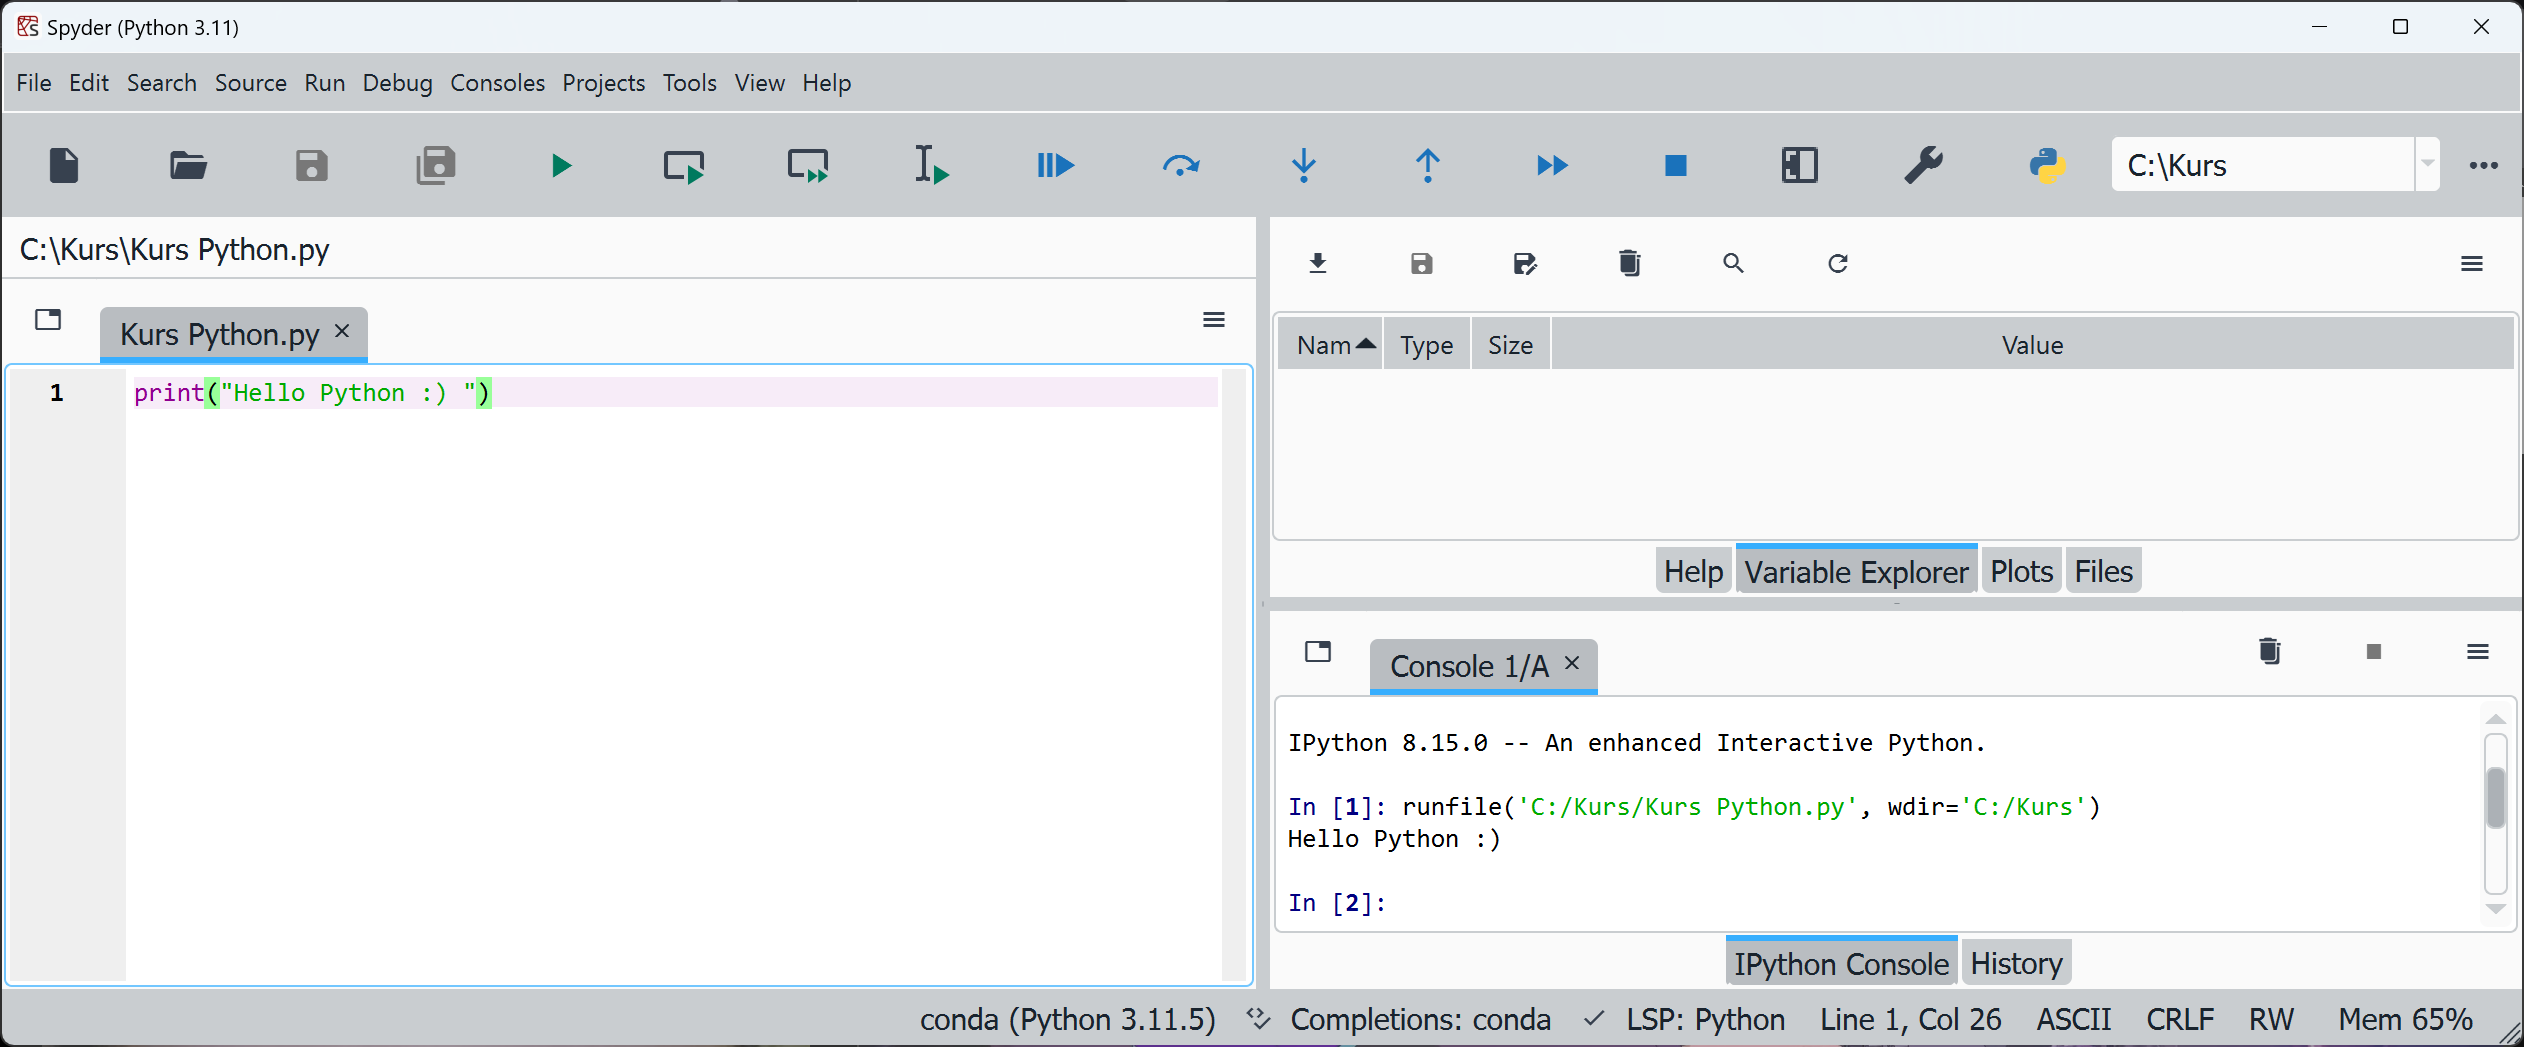 Spyder (Python 3.11)
File Edit Search Source Run Debug Consoles Projects Tools View Help
C:\Kurs
C:\Kurs\Kurs Python.py
Kurs Python.py
1 print("Hello Python :) ")
Nam Type Size Value
Help Variable Explorer Plots Files
Console 1/A
IPython 8.15.0 -- An enhanced Interactive Python.
In [1]: runfile('C:/Kurs/Kurs Python.py', wdir='C:/Kurs')
Hello Python :)
In [2]:
IPython Console History
conda (Python 3.11.5) Completions: conda LSP: Python Line 1, Col 26 ASCII CRLF RW Mem 65%